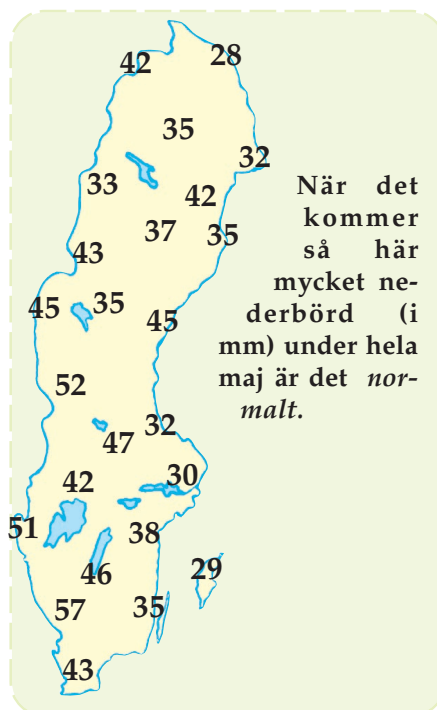 42 28
35
32
33
42
37 35
43
45 35
45
52
32
47
42 30
51
38
46 29
57 35
43
När det
kommer
så här
mycket ne-
derbörd (i
mm) under hela
maj är det nor-
malt.